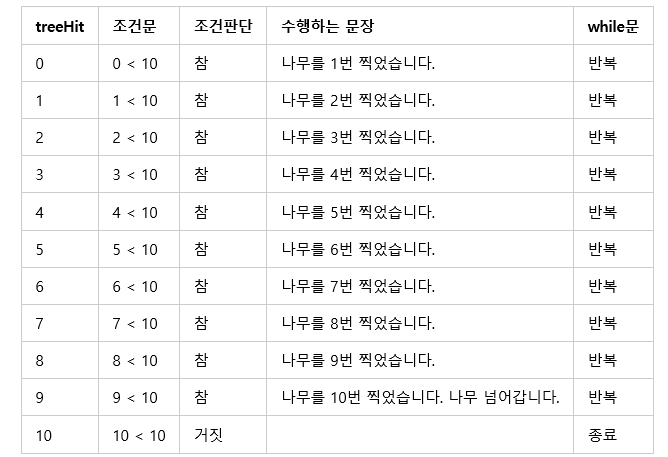 treeHit 조건문 조건판단 수행하는 문장 while문
0 0 < 10 참 나무를 1번 찍었습니다. 반복
1 1 < 10 참 나무를 2번 찍었습니다. 반복
2 2 < 10 참 나무를 3번 찍었습니다. 반복
3 3 < 10 참 나무를 4번 찍었습니다. 반복
4 4 < 10 참 나무를 5번 찍었습니다. 반복
5 5 < 10 참 나무를 6번 찍었습니다. 반복
6 6 < 10 참 나무를 7번 찍었습니다. 반복
7 7 < 10 참 나무를 8번 찍었습니다. 반복
8 8 < 10 참 나무를 9번 찍었습니다. 반복
9 9 < 10 참 나무를 10번 찍었습니다. 나무 넘어갑니다. 반복
10 10 < 10 거짓 종료